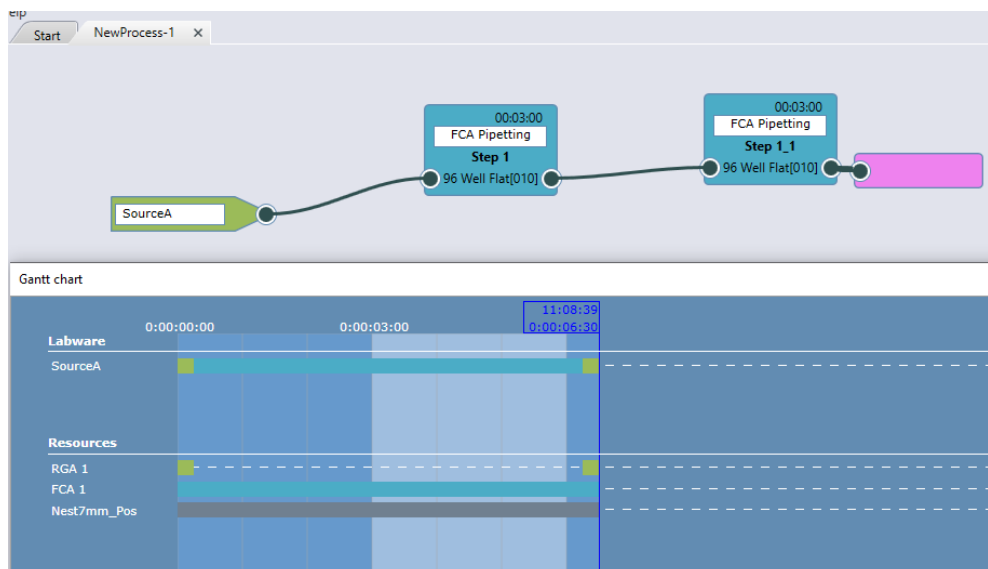 elp
Start
NewProcess-1 ×
00:03:00
FCA Pipetting
Step 1
96 Well Flat[010]
00:03:00
FCA Pipetting
Step 1_1
96 Well Flat[010]
SourceA
Gantt chart
11:08:39
0:00:00:00 0:00:03:00 0:00:06:30
Labware
SourceA
Resources
RGA 1
FCA 1
Nest7mm_Pos